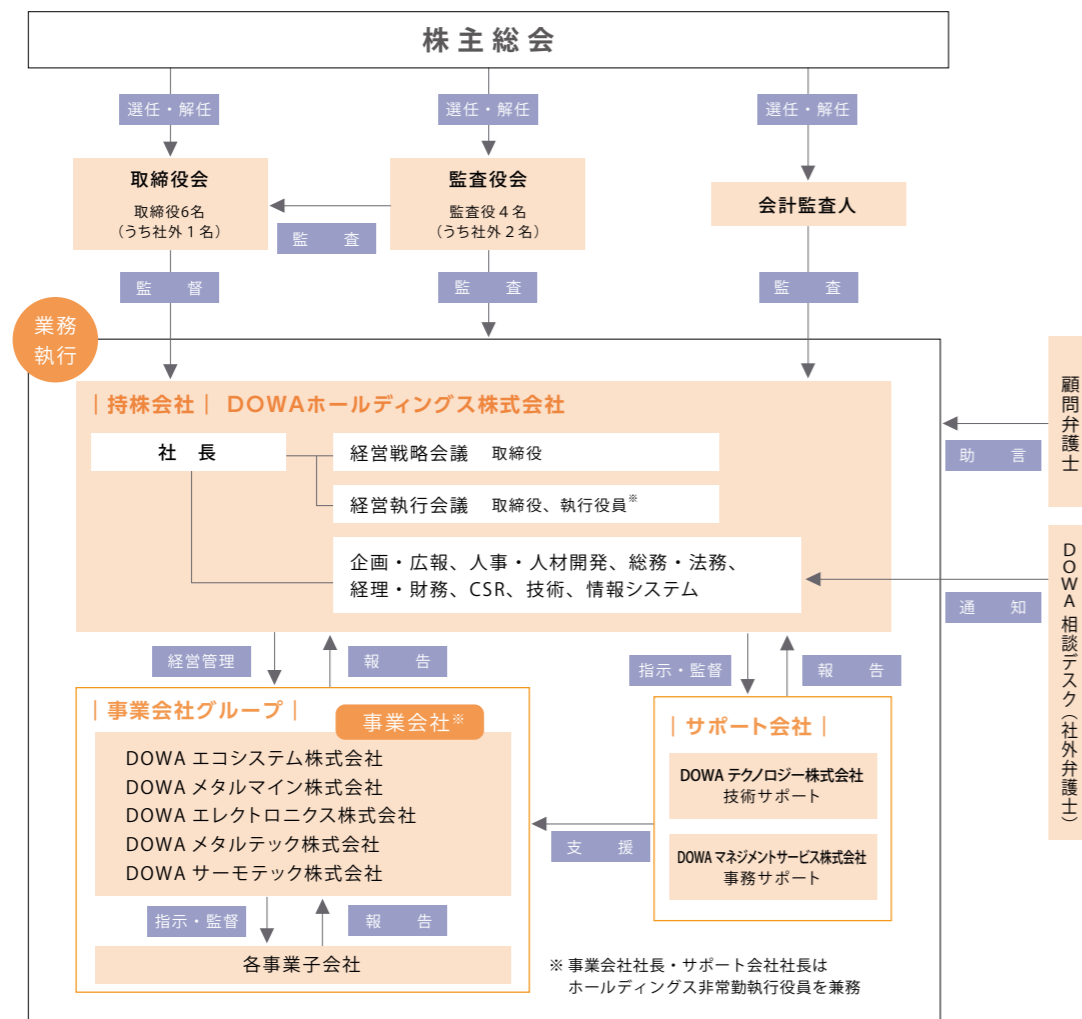 株主総会
選任・解任
選任・解任
選任・解任
取締役会
取締役6名
（うち社外 1 名）
監査役会
監査役 4 名
（うち社外 2 名）
会計監査人
監　査
監　督
監　査
監　査
業務
執行
｜持株会社｜ DOWAホールディングス株式会社
社　長
経営戦略会議　取締役
経営執行会議　取締役、執行役員※
企画・広報、人事・人材開発、総務・法務、
経理・財務、CSR、技術、情報システム
顧問弁護士
助　言
DOWA 相談デスク（社外弁護士）
通　知
経営管理
報　告
指示・監督
報　告
｜事業会社グループ｜
事業会社※
DOWA エコシステム株式会社
DOWA メタルマイン株式会社
DOWA エレクトロニクス株式会社
DOWA メタルテック株式会社
DOWA サーモテック株式会社
指示・監督
報　告
各事業子会社
支　援
｜サポート会社｜
DOWA テクノロジー株式会社
技術サポート
DOWA マネジメントサービス株式会社
事務サポート
※ 事業会社社長・サポート会社社長は
ホールディングス非常勤執行役員を兼務